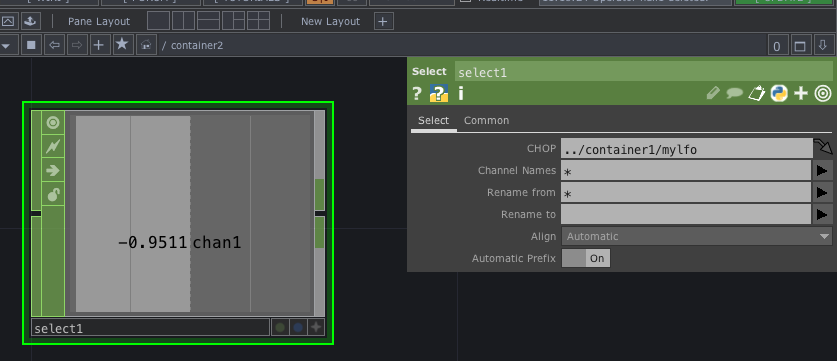 Pane Layout
New Layout
/ container2
0
Select select1
? ? i
Select Common
CHOP ../container1/mylfo
Channel Names *
Rename from *
Rename to
Align Automatic
Automatic Prefix On
-0.9511 chan1
select1